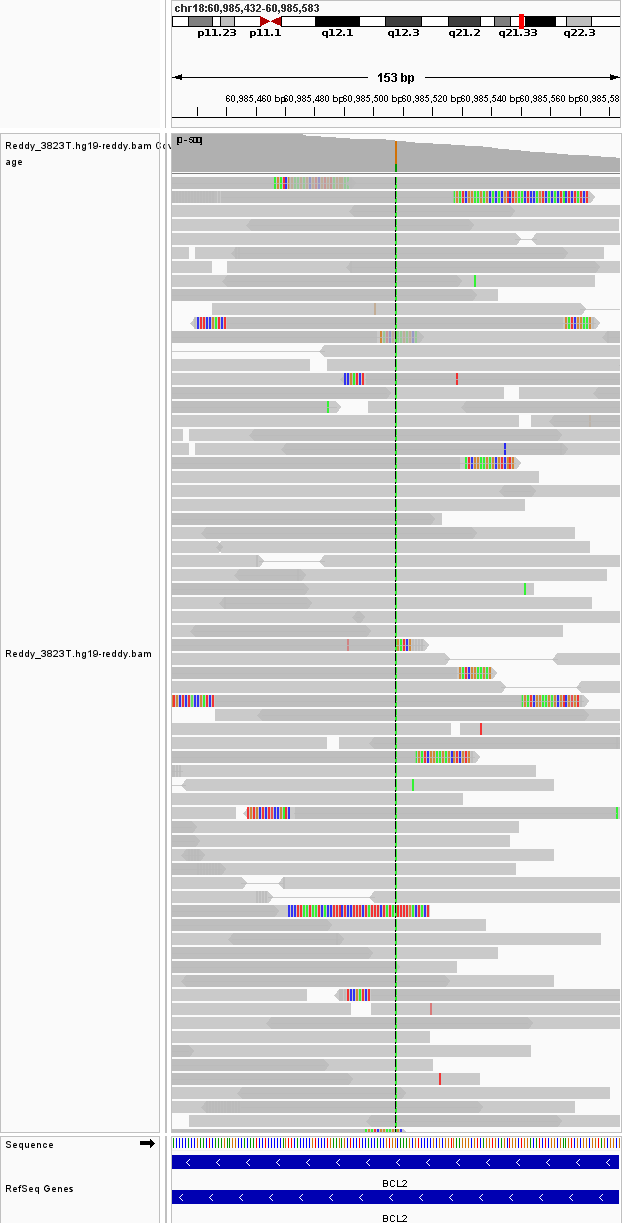 chr18:60,985,432-60,985,583
p11.23 p11.1 q12.1 q12.3 q21.2 q21.33 q22.3
153 bp
60,985,460 bp 60,985,480 bp 60,985,500 bp 60,985,520 bp 60,985,540 bp 60,985,560 bp 60,985,58
Reddy_3823T.hg19-reddy.bam Cov
age
Reddy_3823T.hg19-reddy.bam
Sequence
RefSeq Genes
BCL2
BCL2